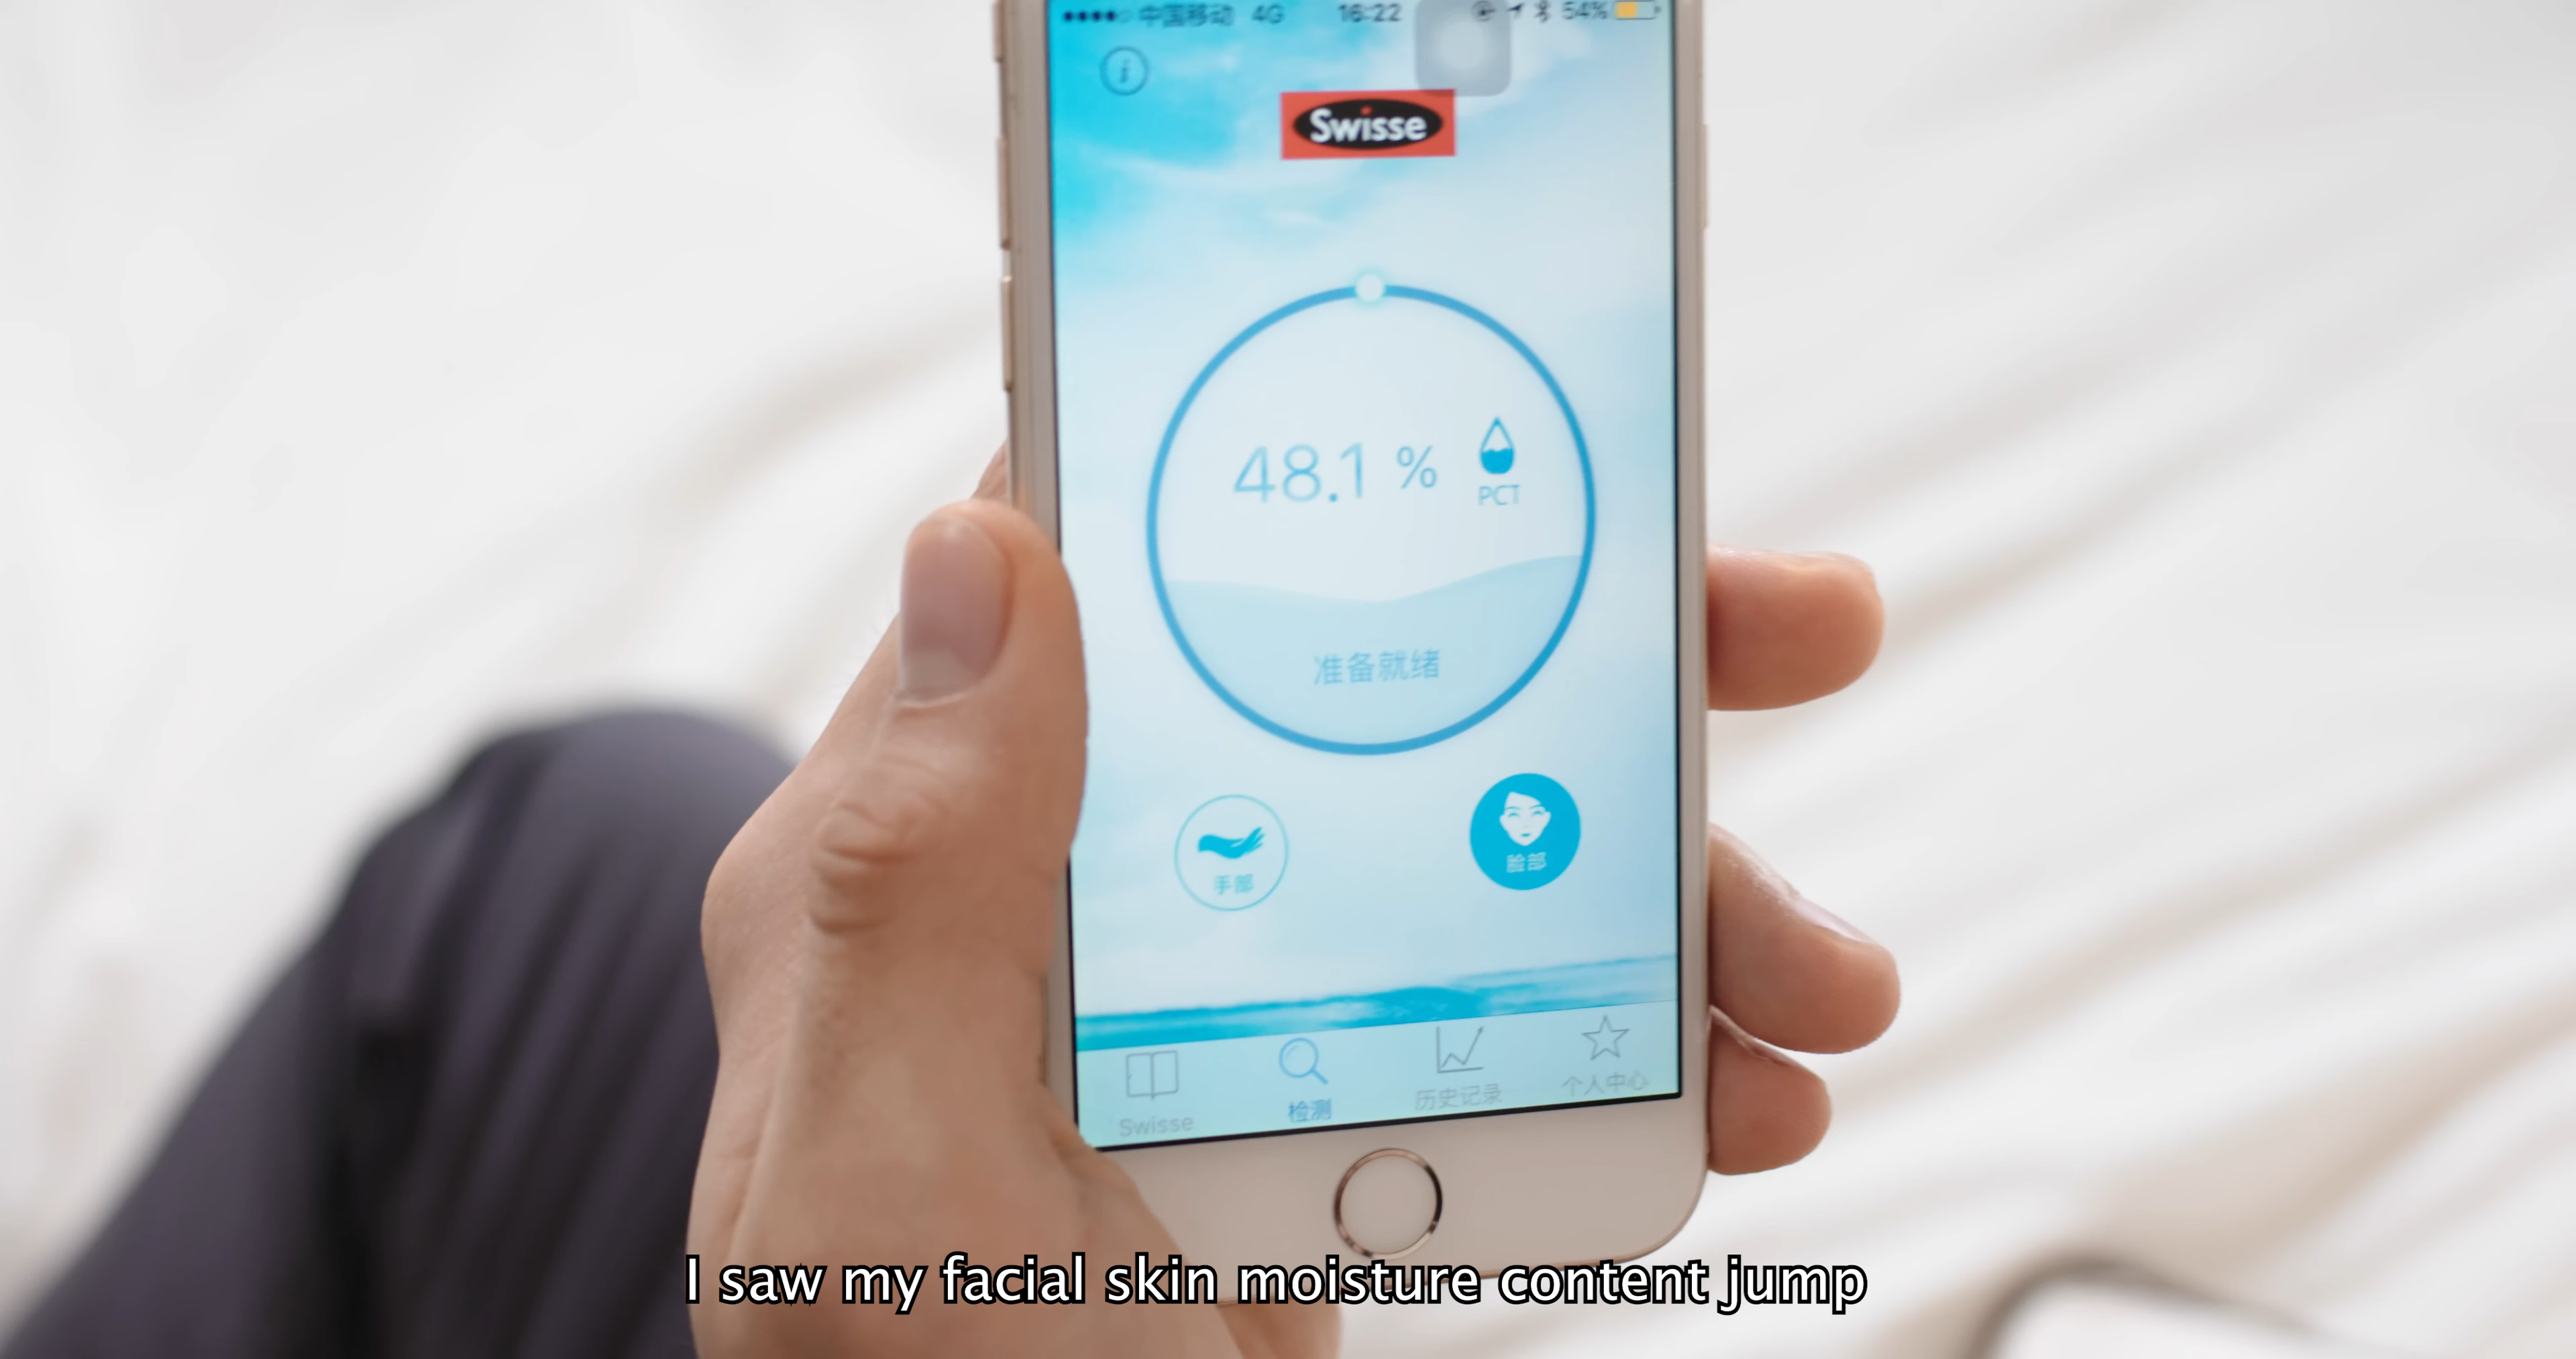 中国移动 4G 16:22 54%
i
Swisse
48.1 %
PCT
准备就绪
手部
脸部
Swisse
检测
历史记录
个人中心
I saw my facial skin moisture content jump